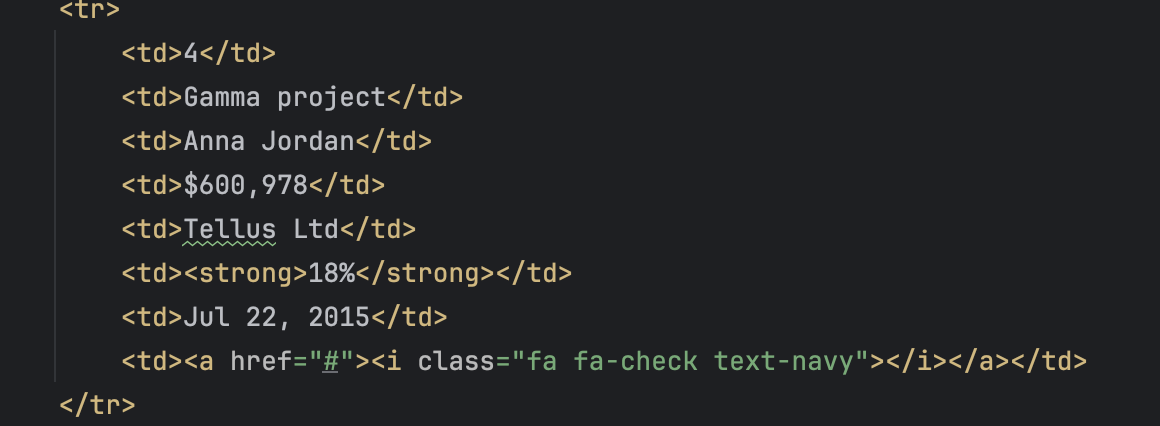 <tr>
<td>4</td>
<td>Gamma project</td>
<td>Anna Jordan</td>
<td>$600,978</td>
<td>Tellus Ltd</td>
<td><strong>18%</strong></td>
<td>Jul 22, 2015</td>
<td><a href="#"><i class="fa fa-check text-navy"></i></a></td>
</tr>